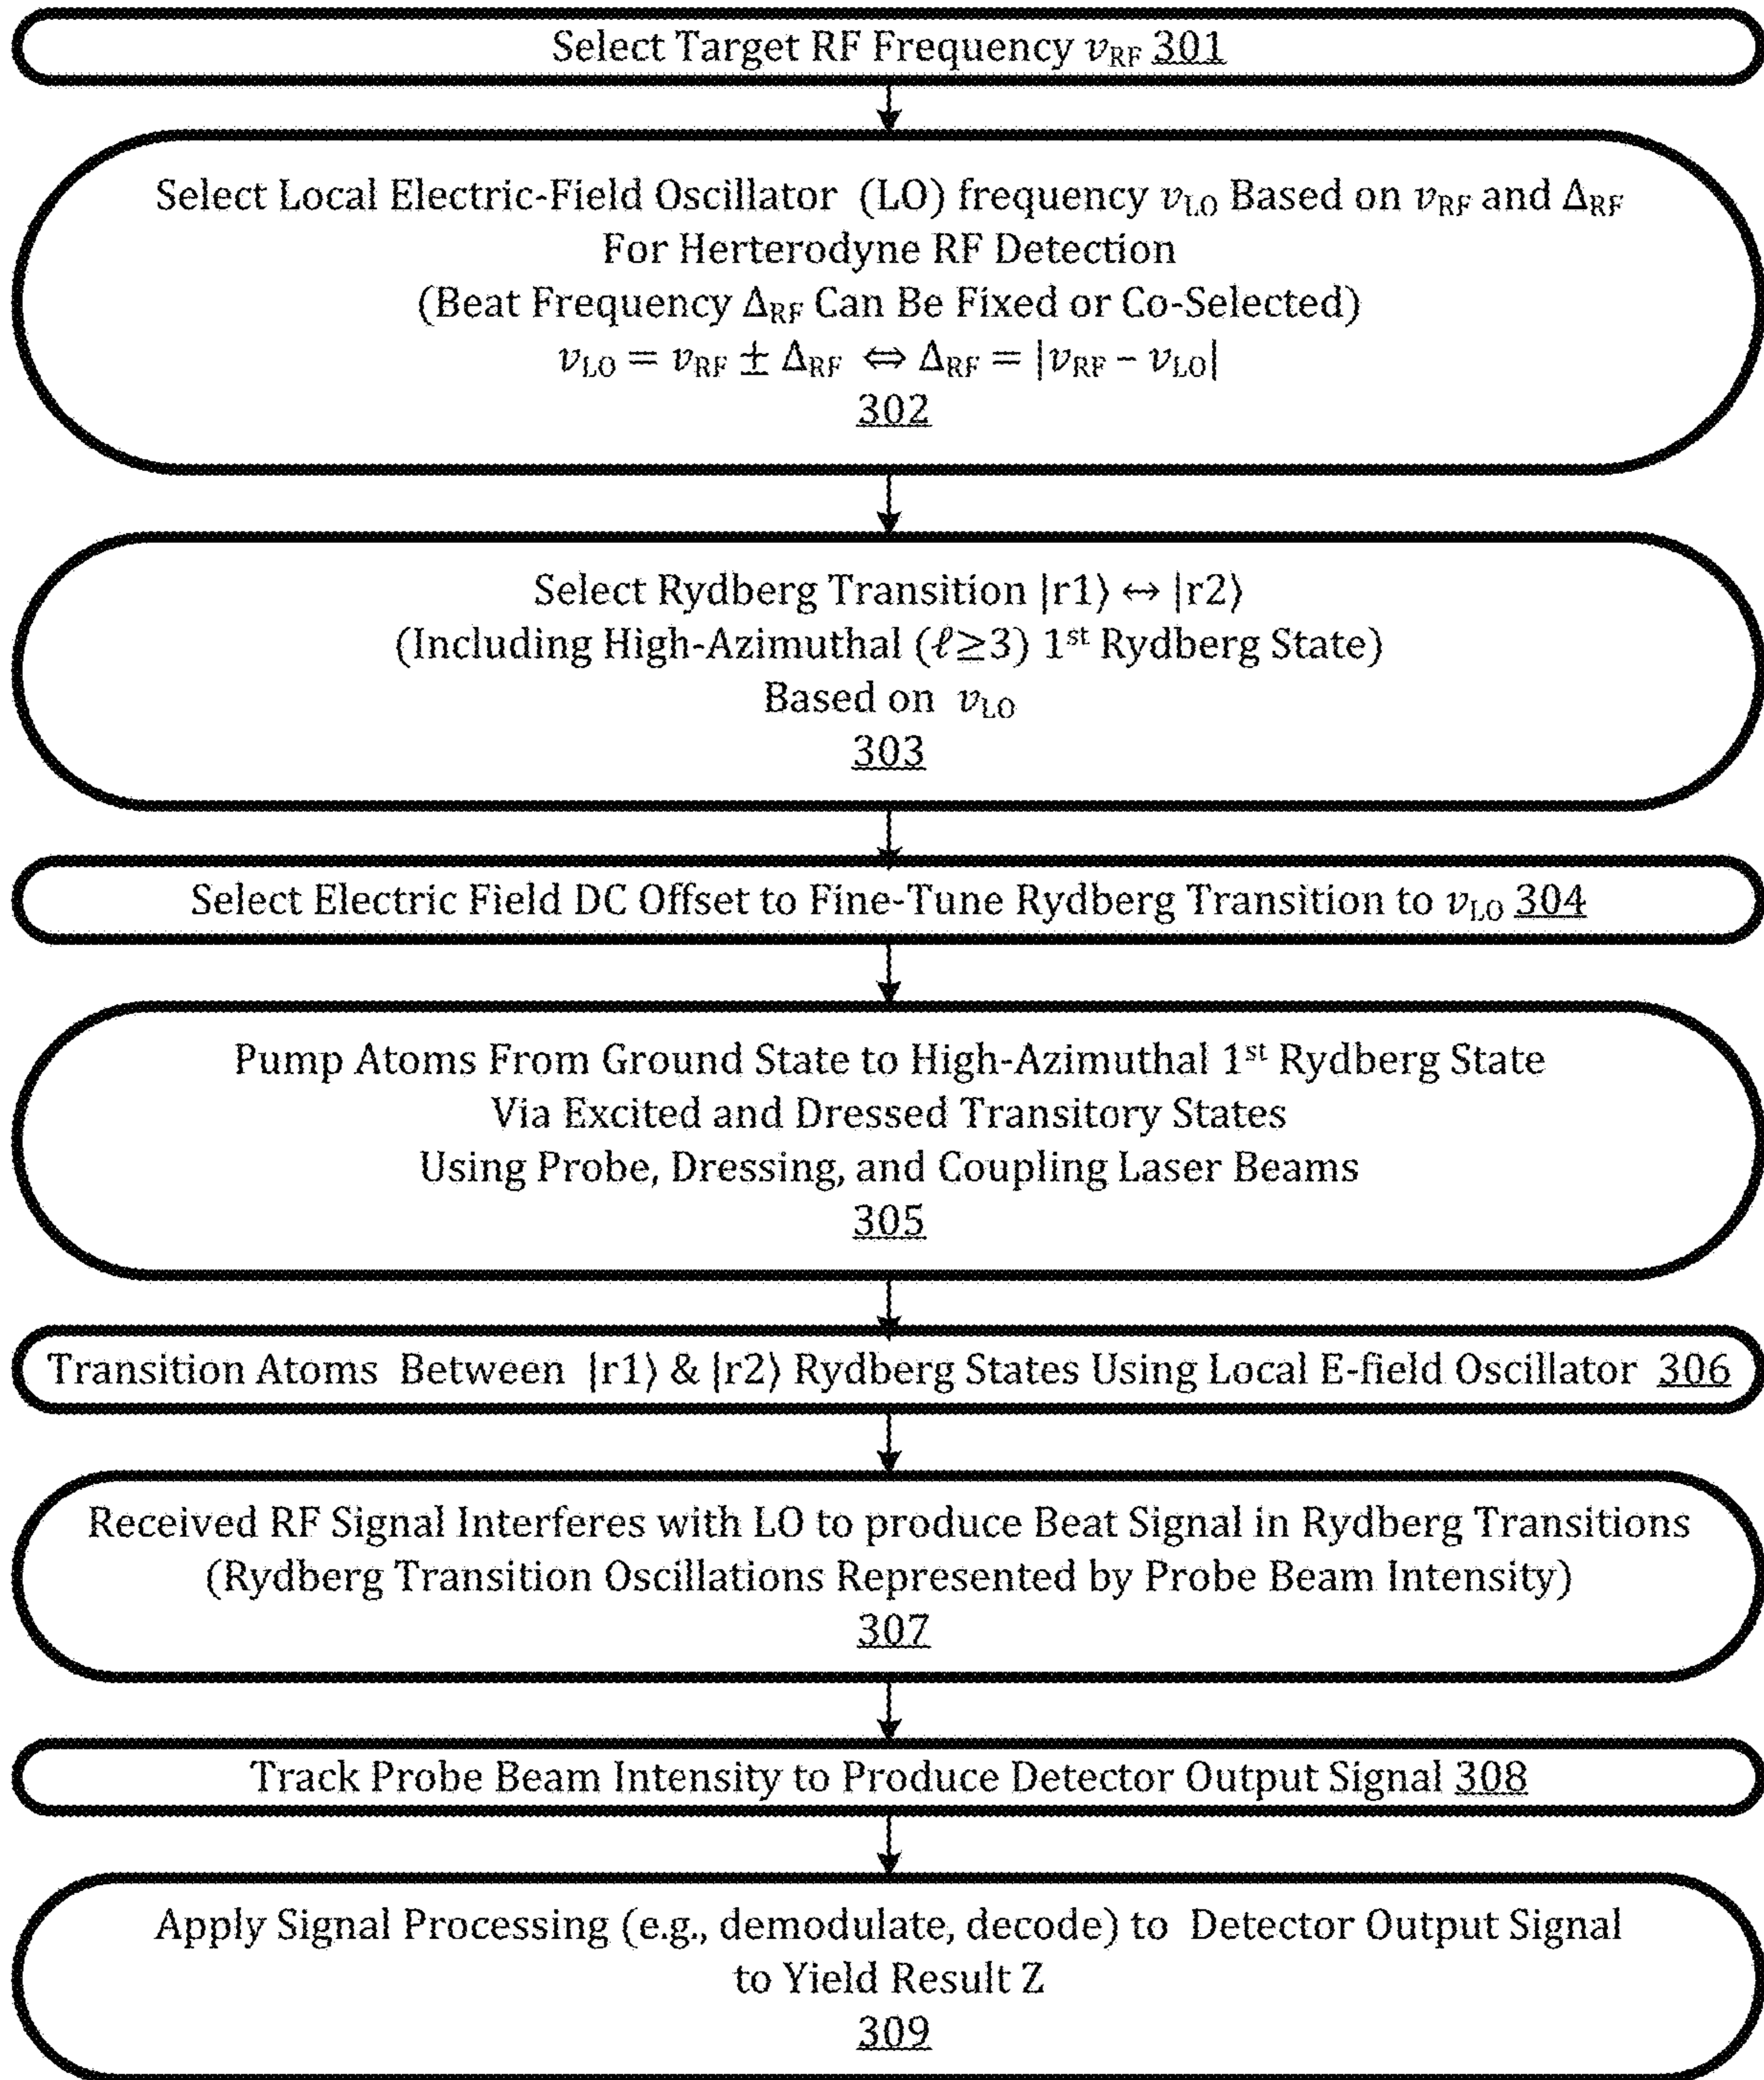 Select Target RF Frequency νRF 301
Select Local Electric-Field Oscillator (LO) frequency νLO Based on νRF and ΔRF
For Herterodyne RF Detection
(Beat Frequency ΔRF Can Be Fixed or Co-Selected)
νLO = νRF ± ΔRF ⇔ ΔRF = |νRF – νLO|
302
Select Rydberg Transition |r1⟩ ↔ |r2⟩
(Including High-Azimuthal (ℓ≥3) 1st Rydberg State)
Based on νLO
303
Select Electric Field DC Offset to Fine-Tune Rydberg Transition to νLO 304
Pump Atoms From Ground State to High-Azimuthal 1st Rydberg State
Via Excited and Dressed Transitory States
Using Probe, Dressing, and Coupling Laser Beams
305
Transition Atoms Between |r1⟩ & |r2⟩ Rydberg States Using Local E-field Oscillator 306
Received RF Signal Interferes with LO to produce Beat Signal in Rydberg Transitions
(Rydberg Transition Oscillations Represented by Probe Beam Intensity)
307
Track Probe Beam Intensity to Produce Detector Output Signal 308
Apply Signal Processing (e.g., demodulate, decode) to Detector Output Signal
to Yield Result Z
309